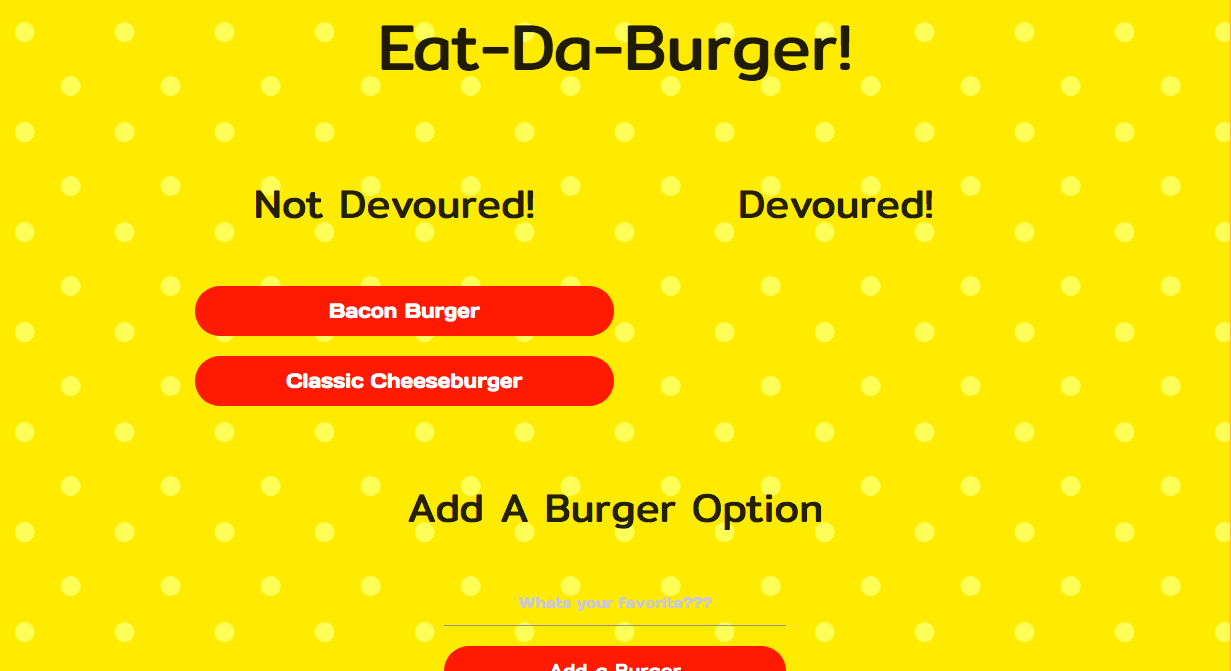 Eat-Da-Burger!
Not Devoured!
Devoured!
Bacon Burger
Classic Cheeseburger
Add A Burger Option
Whats your favorite???
Add a Burger